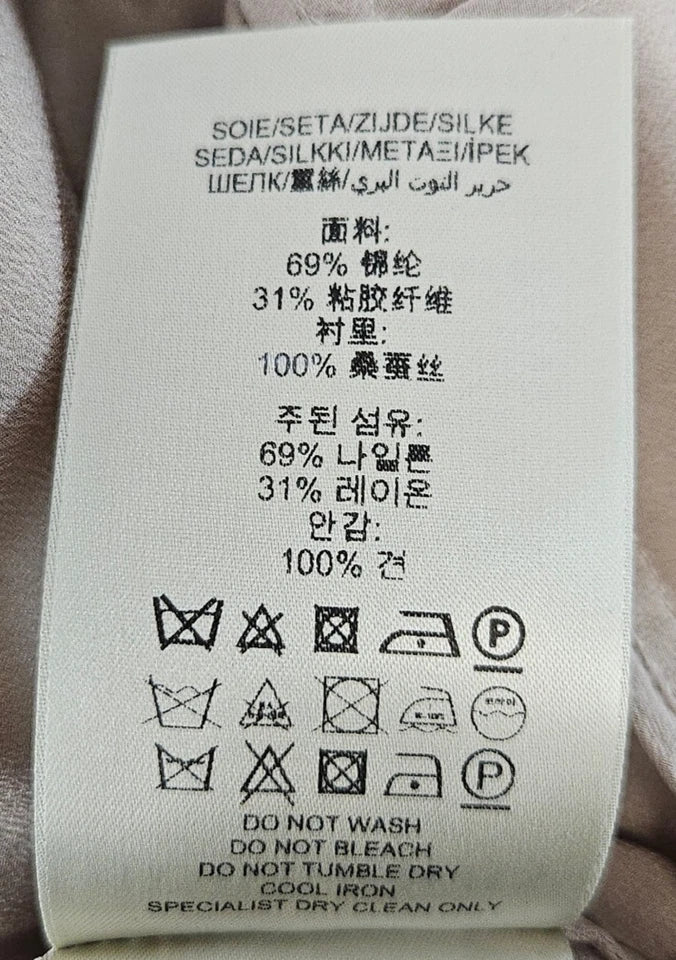 SOIE/SETA/ZIJDE/SILKE
SEDA/SILKKI/METAΞI/İPEK
ШЕЛК/蠶絲/حرير التوت البري
面料:
69% 锦纶
31% 粘胶纤维
衬里:
100% 桑蚕丝
주된 섬유:
69% 나일론
31% 레이온
안감:
100% 견
P
P
DO NOT WASH
DO NOT BLEACH
DO NOT TUMBLE DRY
COOL IRON
SPECIALIST DRY CLEAN ONLY